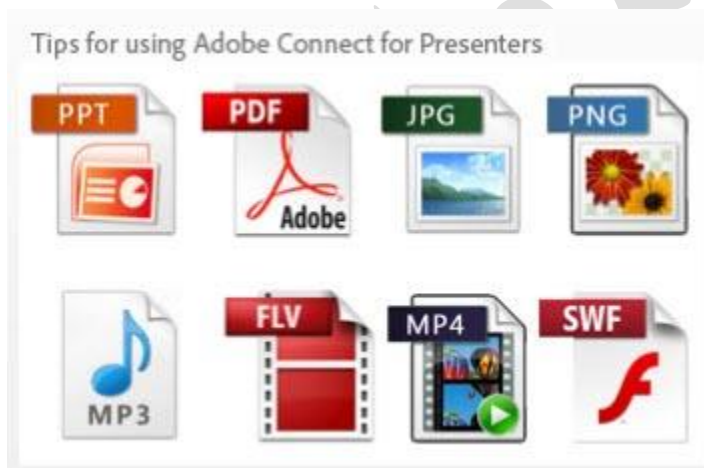 Tips for using Adobe Connect for Presenters
PPT
PDF
JPG
PNG
Adobe
MP3
FLV
MP4
SWF